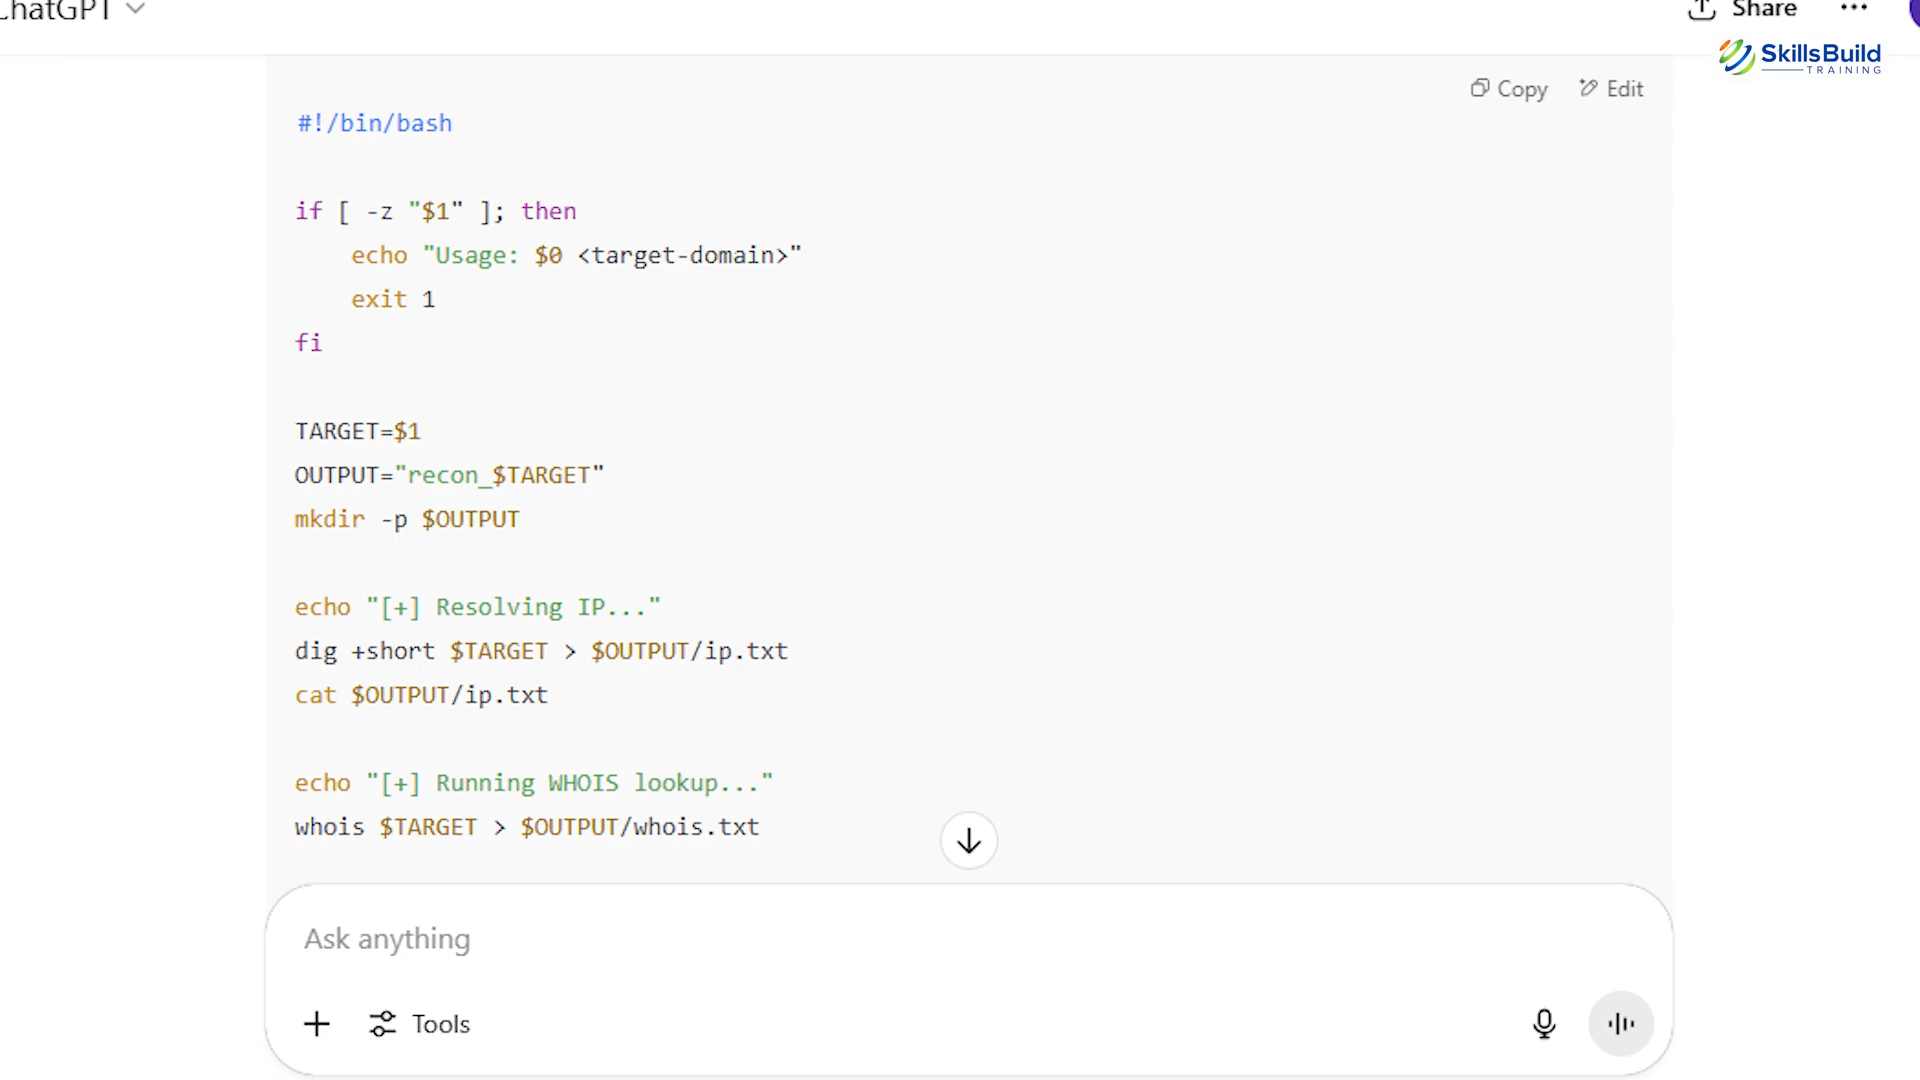 ChatGPT
Share
SkillsBuild
TRAINING
Copy
Edit
#!/bin/bash
if [ -z "$1" ]; then
echo "Usage: $0 <target-domain>"
exit 1
fi
TARGET=$1
OUTPUT="recon_$TARGET"
mkdir -p $OUTPUT
echo "[+] Resolving IP..."
dig +short $TARGET > $OUTPUT/ip.txt
cat $OUTPUT/ip.txt
echo "[+] Running WHOIS lookup..."
whois $TARGET > $OUTPUT/whois.txt
Ask anything
Tools